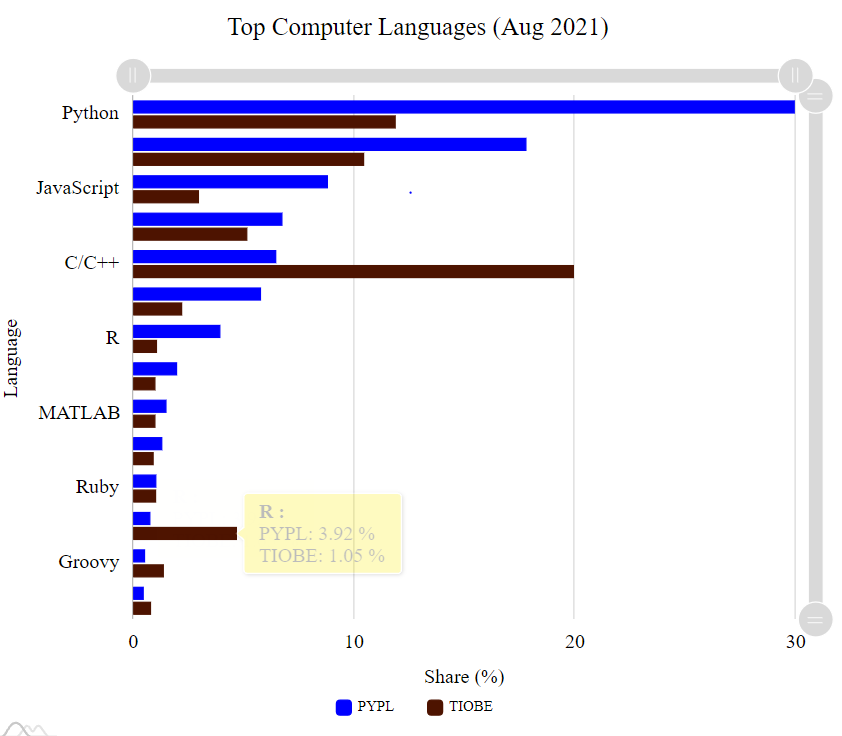 Top Computer Languages (Aug 2021)
Python
JavaScript
C/C++
R
MATLAB
Ruby
Groovy
Language
R :
PYPL: 3.92 %
TIOBE: 1.05 %
0 10 20 30
Share (%)
PYPL TIOBE